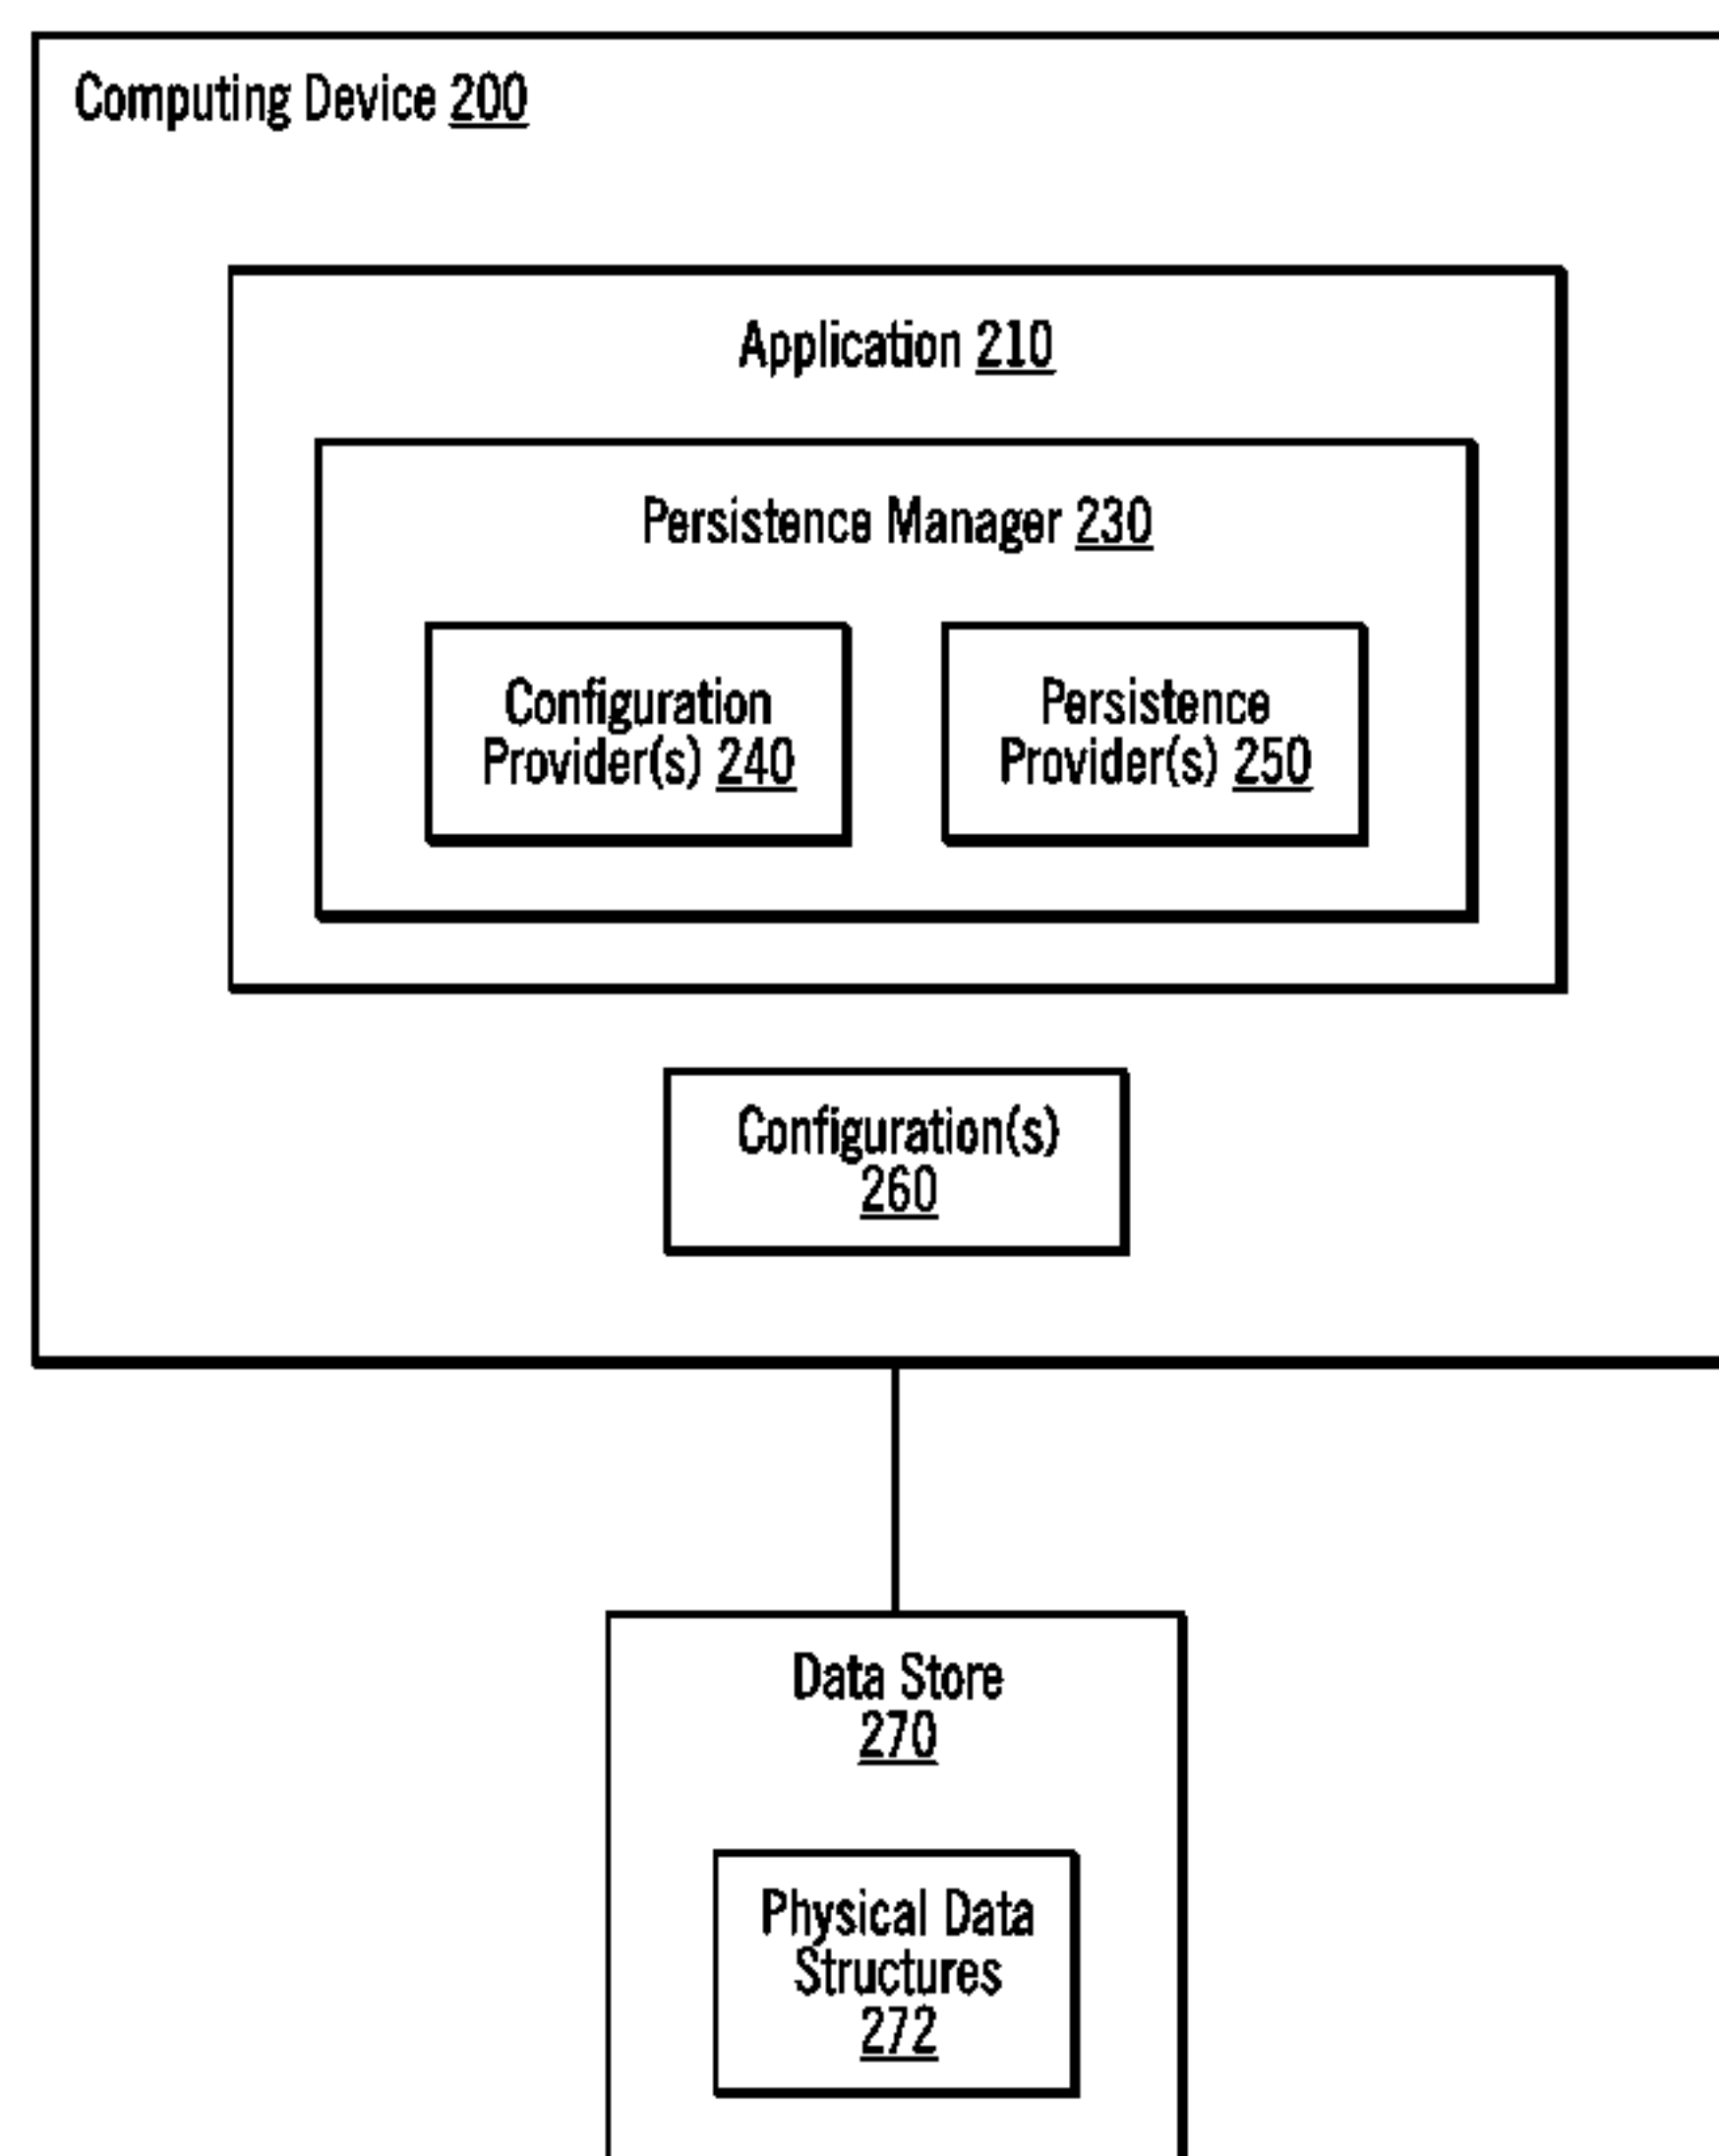 Computing Device 200
Application 210
Persistence Manager 230
Configuration
Provider(s) 240
Persistence
Provider(s) 250
Configuration(s)
260
Data Store
270
Physical Data
Structures
272